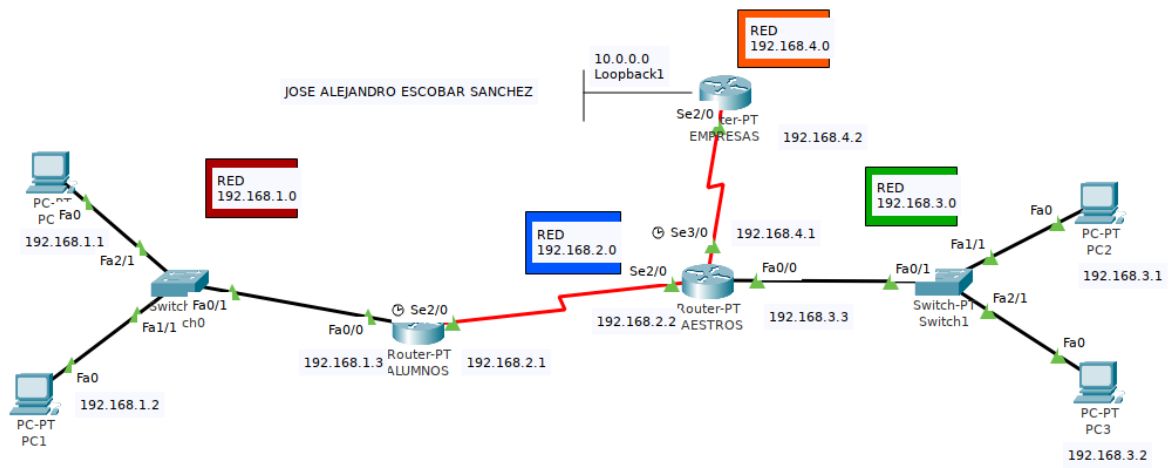 RED
192.168.4.0
10.0.0.0
Loopback1
JOSE ALEJANDRO ESCOBAR SANCHEZ
Se2/0
ter-PT
EMPRESAS
192.168.4.2
RED
192.168.1.0
RED
192.168.3.0
PC-PT
PC
Fa0
192.168.1.1
Fa2/1
RED
192.168.2.0
Se3/0
192.168.4.1
Fa0
PC-PT
PC2
Fa1/1
192.168.3.1
Se2/0
Fa0/0
Fa0/1
Router-PT
AESTROS
192.168.2.2
192.168.3.3
Switch-PT
Switch1
Fa2/1
Switch
ch0
Fa0/1
Fa1/1
Se2/0
Fa0/0
192.168.1.3
Router-PT
ALUMNOS
192.168.2.1
Fa0
PC-PT
PC1
192.168.1.2
Fa0
PC-PT
PC3
192.168.3.2